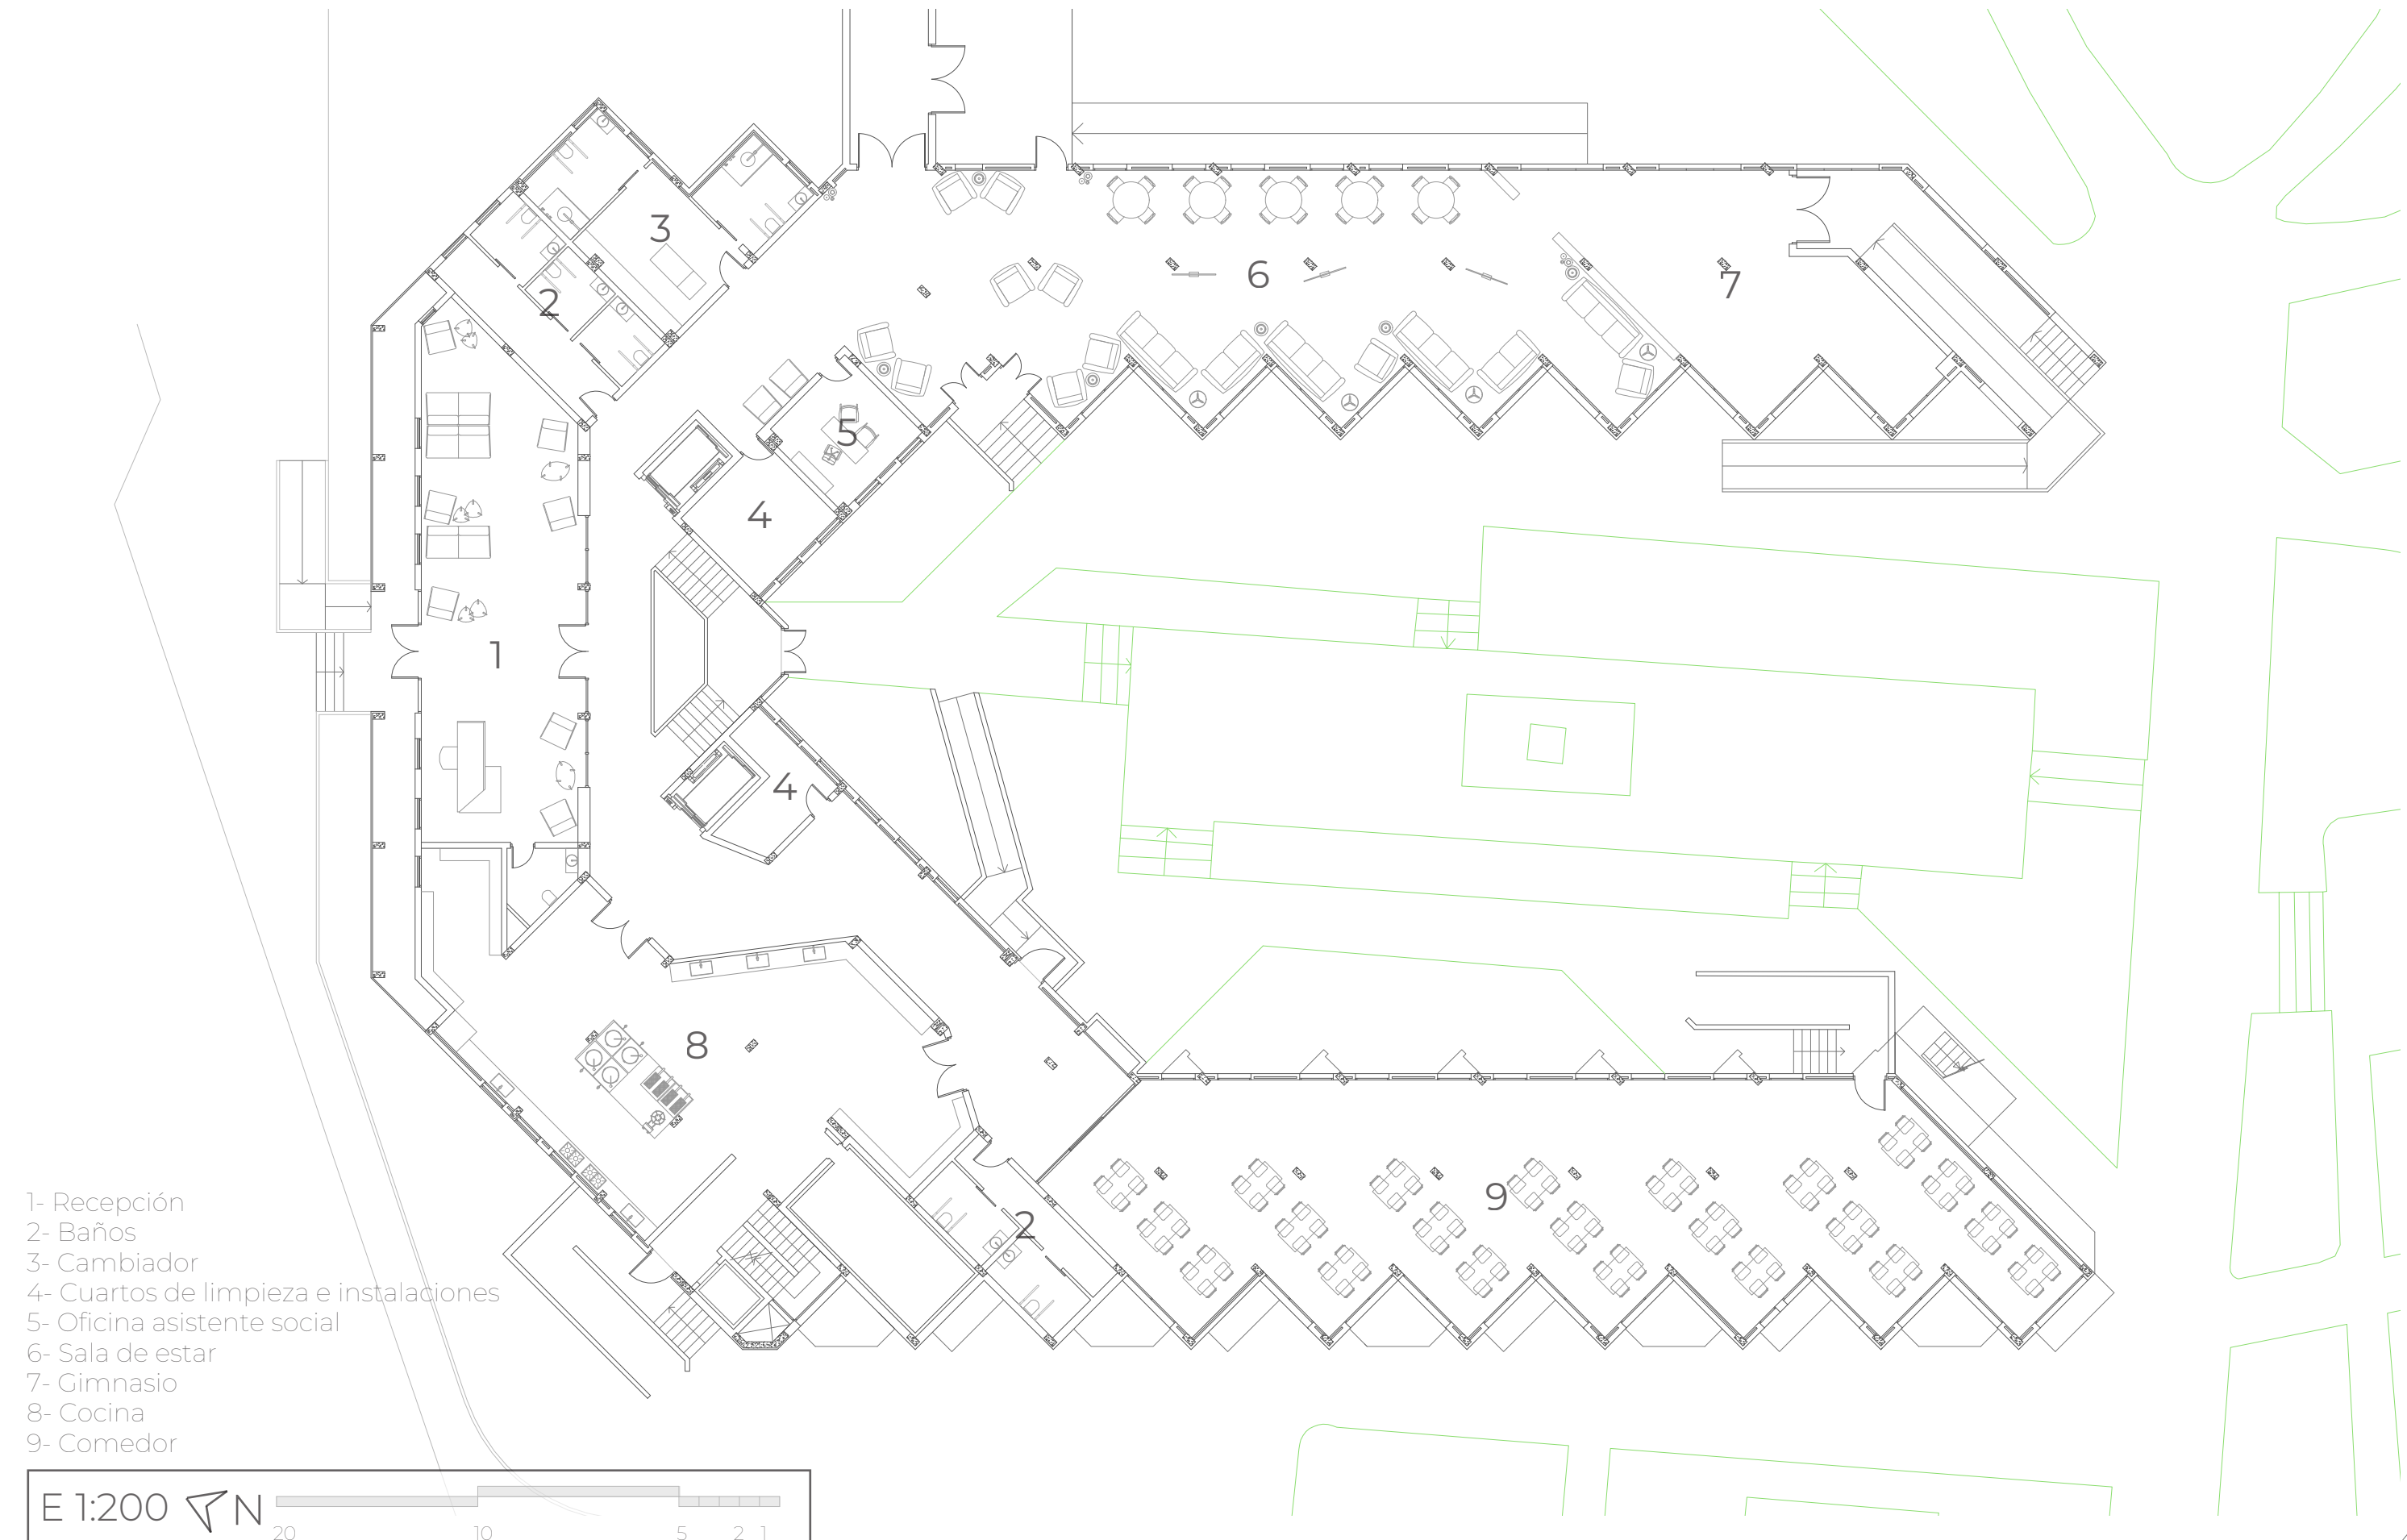 6
3
7
2
5
4
1
4
8
9
2
1- Recepción
2- Baños
3- Cambiador
4- Cuartos de limpieza e instalaciones
5- Oficina asistente social
6- Sala de estar
7- Gimnasio
8- Cocina
9- Comedor
E 1:200 N
20 10 5 2 1